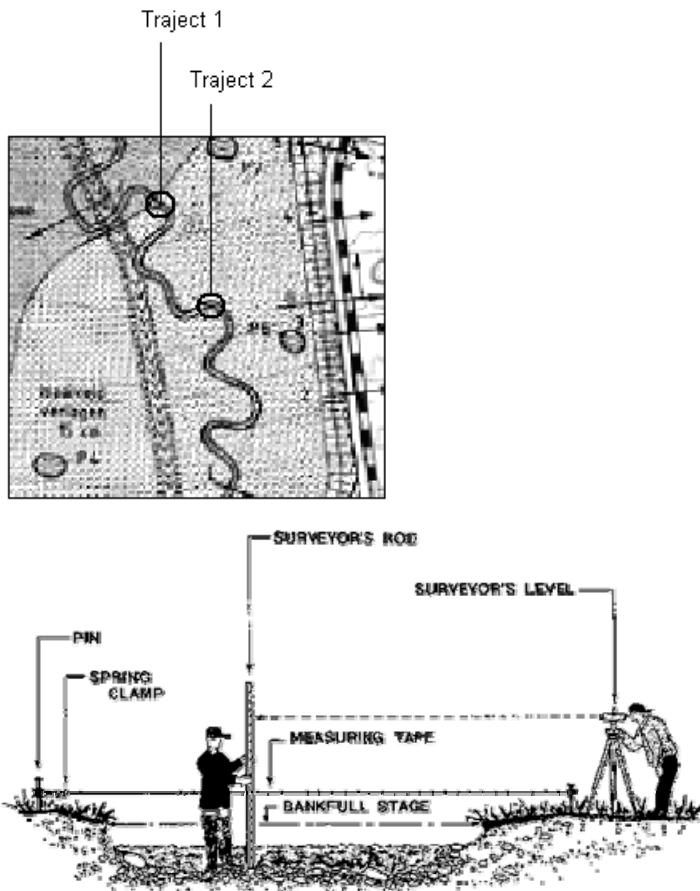 Traject 1
Traject 2
SURVEYOR'S ROD
SURVEYOR'S LEVEL
PIN
SPRING
CLAMP
MEASURING TAPE
BANKFULL STAGE